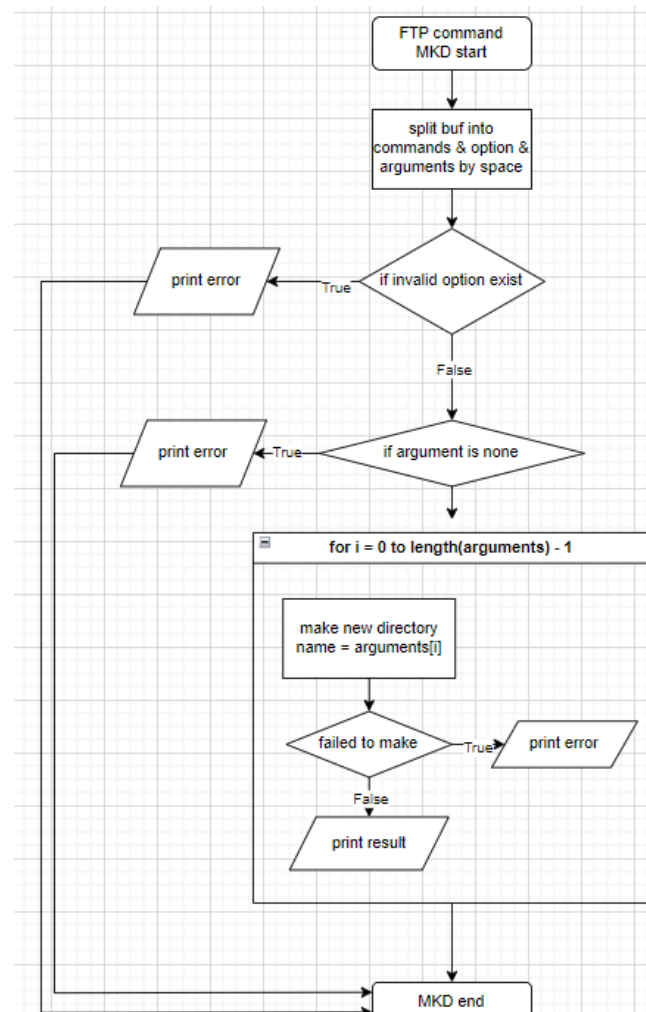 FTP command
MKD start
split buf into
commands & option &
arguments by space
if invalid option exist
True
print error
False
if argument is none
True
print error
for i = 0 to length(arguments) - 1
make new directory
name = arguments[i]
failed to make
True
print error
False
print result
MKD end